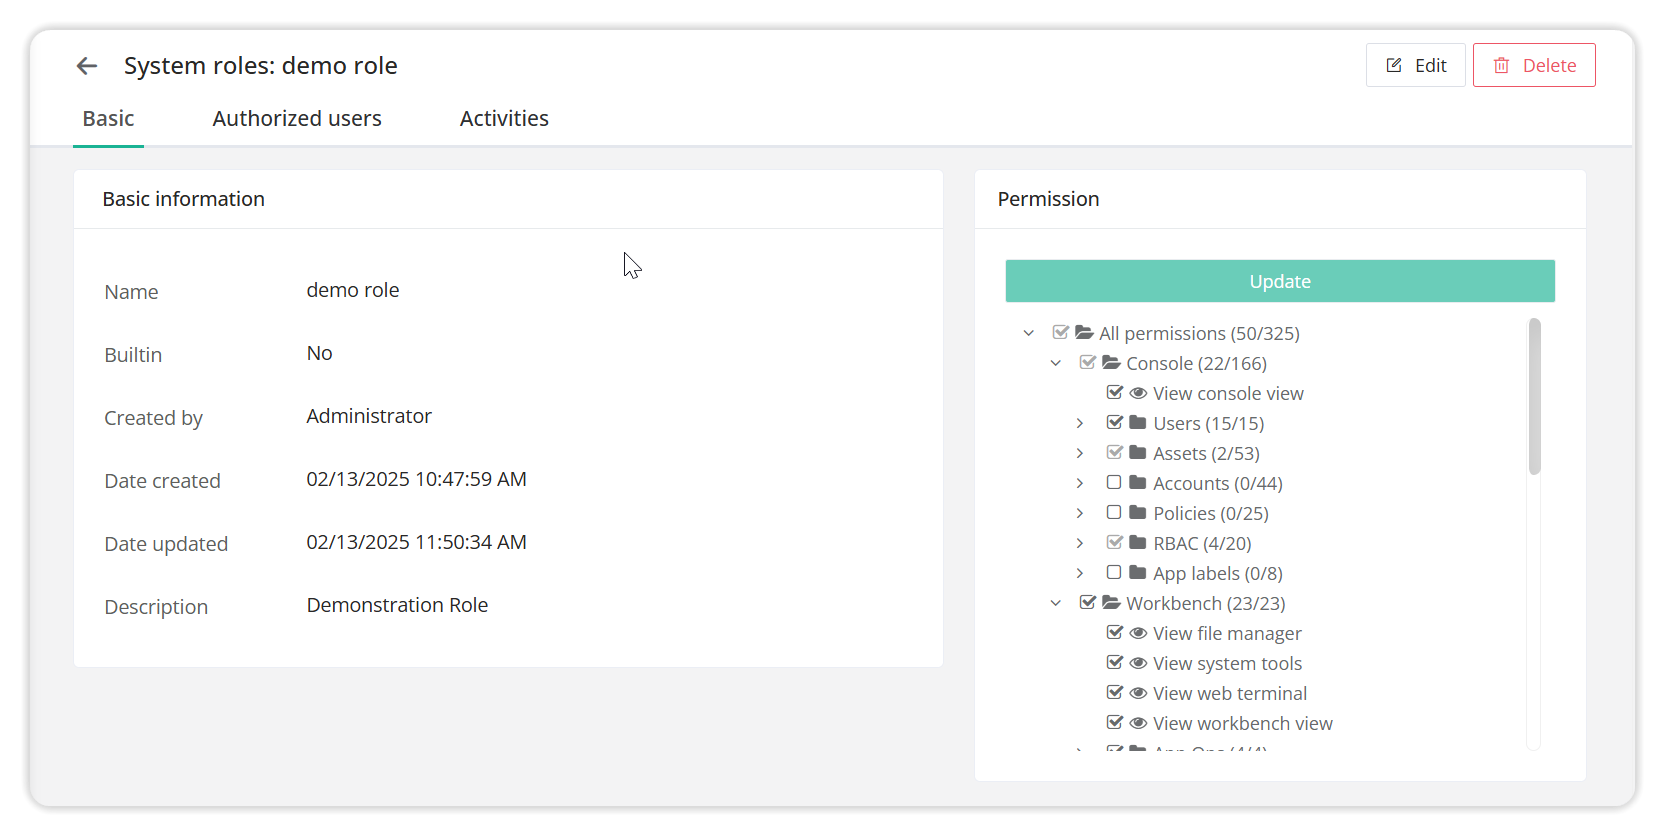 System roles: demo role
Edit
Delete
Basic
Authorized users
Activities
Basic information
Name
demo role
Builtin
No
Created by
Administrator
Date created
02/13/2025 10:47:59 AM
Date updated
02/13/2025 11:50:34 AM
Description
Demonstration Role
Permission
Update
All permissions (50/325)
Console (22/166)
View console view
Users (15/15)
Assets (2/53)
Accounts (0/44)
Policies (0/25)
RBAC (4/20)
App labels (0/8)
Workbench (23/23)
View file manager
View system tools
View web terminal
View workbench view
App Ops (4/4)